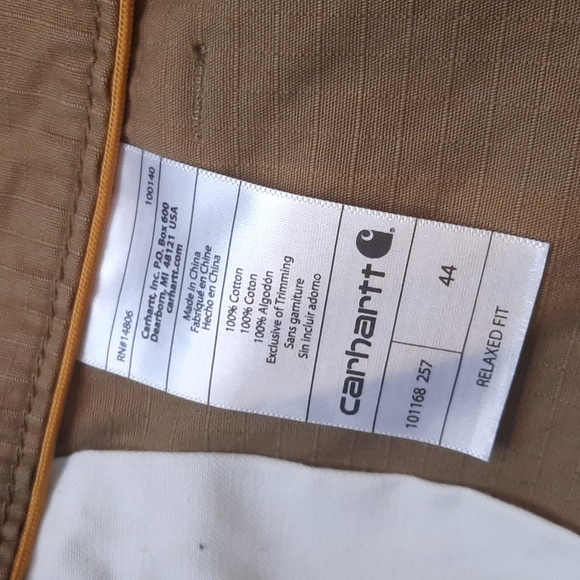 RELAXED FIT
101168 257 44
carhartt
100% Cotton
100% Coton
100% Algodón
Exclusive of Trimming
Sans garniture
Sin incluir adorno
Made in China
Fabriqué en Chine
Hecho en China
Carhartt, Inc. P.O. Box 600
Dearborn, MI 48121 USA
carhartt.com
RN#14806 100140